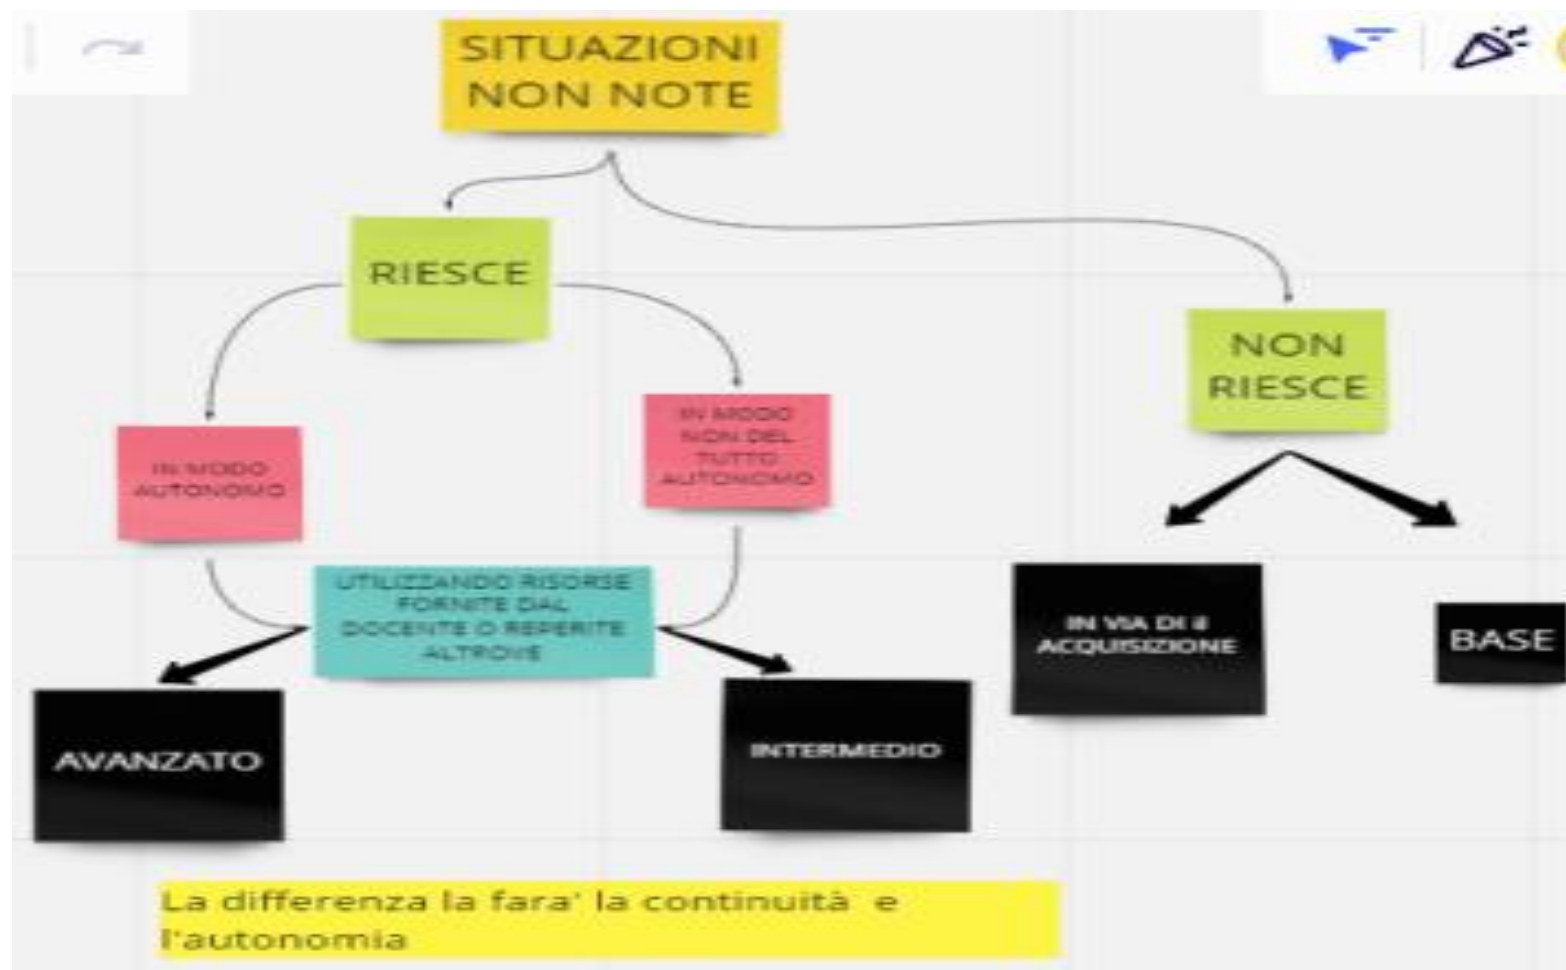 SITUAZIONI
NON NOTE
RIESCE
NON
RIESCE
IN MODO
NON DEL
TUTTO
AUTONOMO
IN MODO
AUTONOMO
UTILIZZANDO RISORSE
FORNITE DAL
DOCENTE O REPERITE
ALTROVE
IN VIA DI
ACQUISIZIONE
BASE
AVANZATO
INTERMEDIO
La differenza la fara' la continuità e
l'autonomia